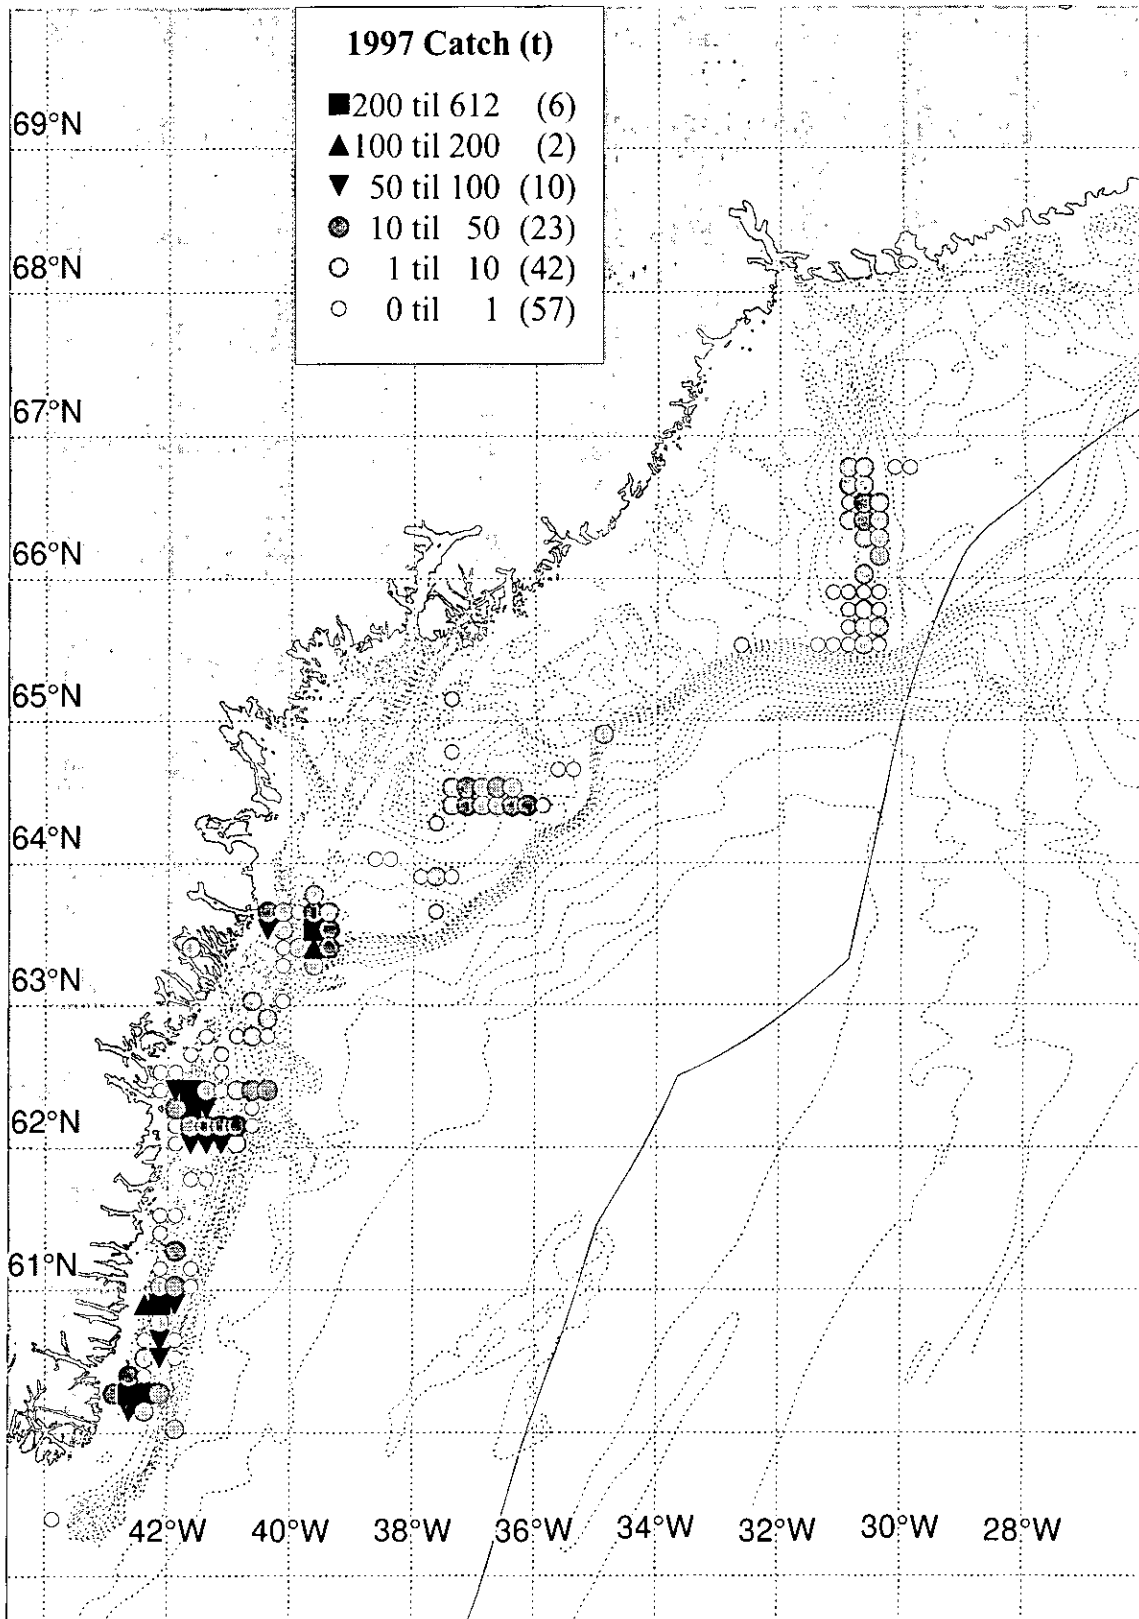 1997 Catch (t)
■200 til 612 (6)
▲100 til 200 (2)
▼ 50 til 100 (10)
10 til 50 (23)
1 til 10 (42)
0 til 1 (57)
69°N
68°N
67°N
66°N
65°N
64°N
63°N
62°N
61°N
42°W 40°W 38°W 36°W 34°W 32°W 30°W 28°W